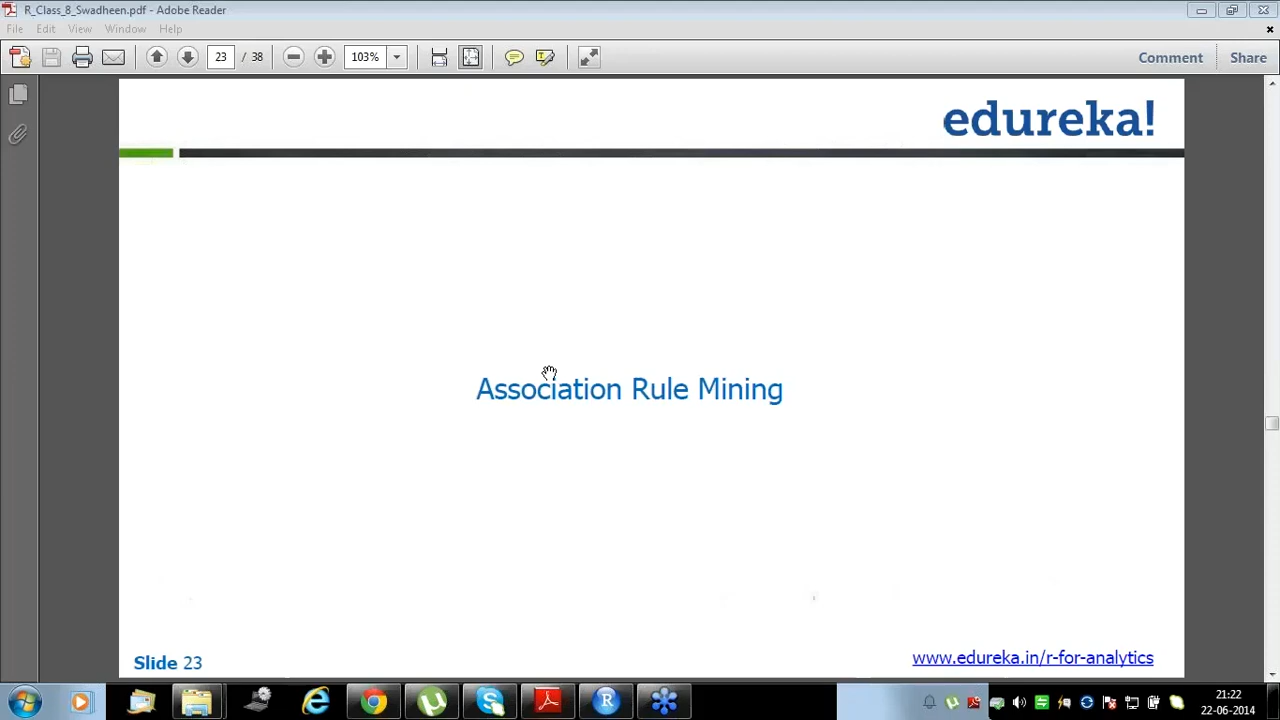 R_Class_8_Swadheen.pdf - Adobe Reader
File Edit View Window Help
23 / 38 103% Comment Share
edureka!
Association Rule Mining
Slide 23
www.edureka.in/r-for-analytics
21:22
22-06-2014